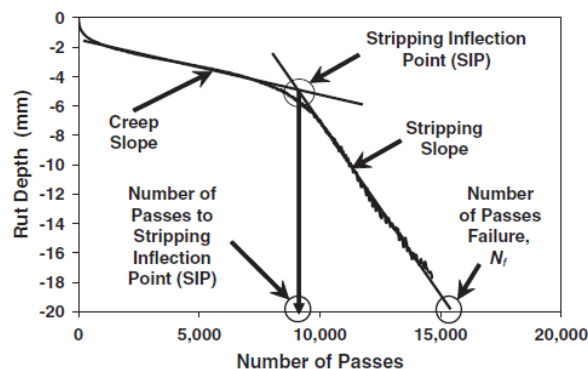 0
-2
-4
-6
-8
-10
-12
-14
-16
-18
-20
Rut Depth (mm)
Stripping Inflection
Point (SIP)
Creep
Slope
Stripping
Slope
Number of
Passes to
Stripping
Inflection
Point (SIP)
Number
of Passes
Failure,
Nf
0
5,000
10,000
15,000
20,000
Number of Passes